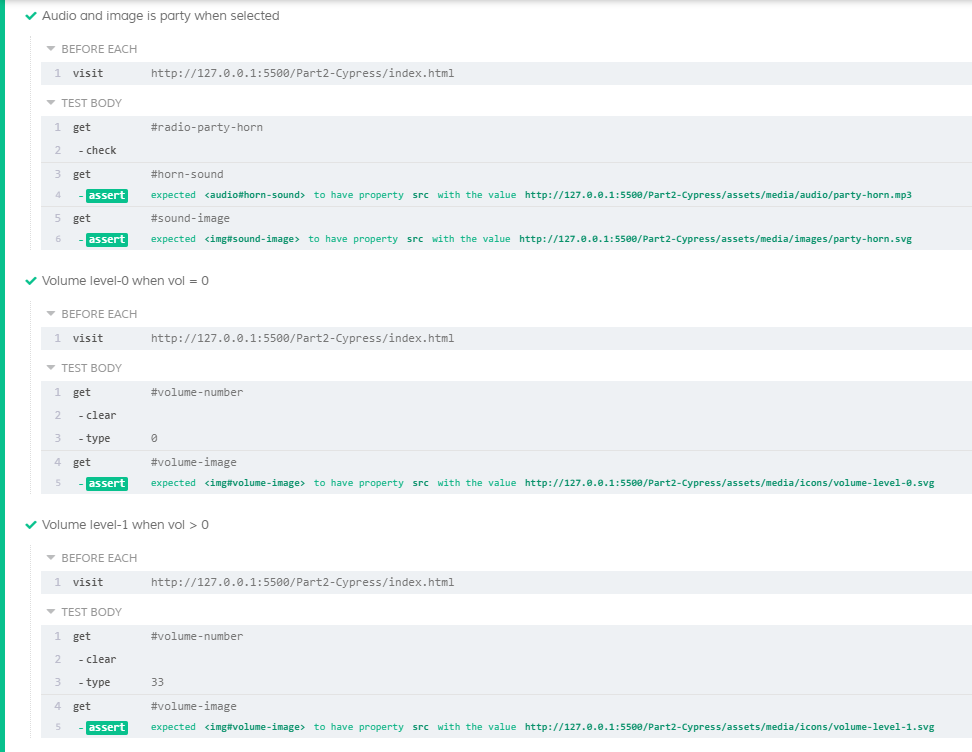 Audio and image is party when selected
BEFORE EACH
1 visit http://127.0.0.1:5500/Part2-Cypress/index.html
TEST BODY
1 get #radio-party-horn
2 -check
3 get #horn-sound
4 -assert expected <audio#horn-sound> to have property src with the value http://127.0.0.1:5500/Part2-Cypress/assets/media/audio/party-horn.mp3
5 get #sound-image
6 -assert expected <img#sound-image> to have property src with the value http://127.0.0.1:5500/Part2-Cypress/assets/media/images/party-horn.svg
Volume level-0 when vol = 0
BEFORE EACH
1 visit http://127.0.0.1:5500/Part2-Cypress/index.html
TEST BODY
1 get #volume-number
2 -clear
3 -type 0
4 get #volume-image
5 -assert expected <img#volume-image> to have property src with the value http://127.0.0.1:5500/Part2-Cypress/assets/media/icons/volume-level-0.svg
Volume level-1 when vol > 0
BEFORE EACH
1 visit http://127.0.0.1:5500/Part2-Cypress/index.html
TEST BODY
1 get #volume-number
2 -clear
3 -type 33
4 get #volume-image
5 -assert expected <img#volume-image> to have property src with the value http://127.0.0.1:5500/Part2-Cypress/assets/media/icons/volume-level-1.svg